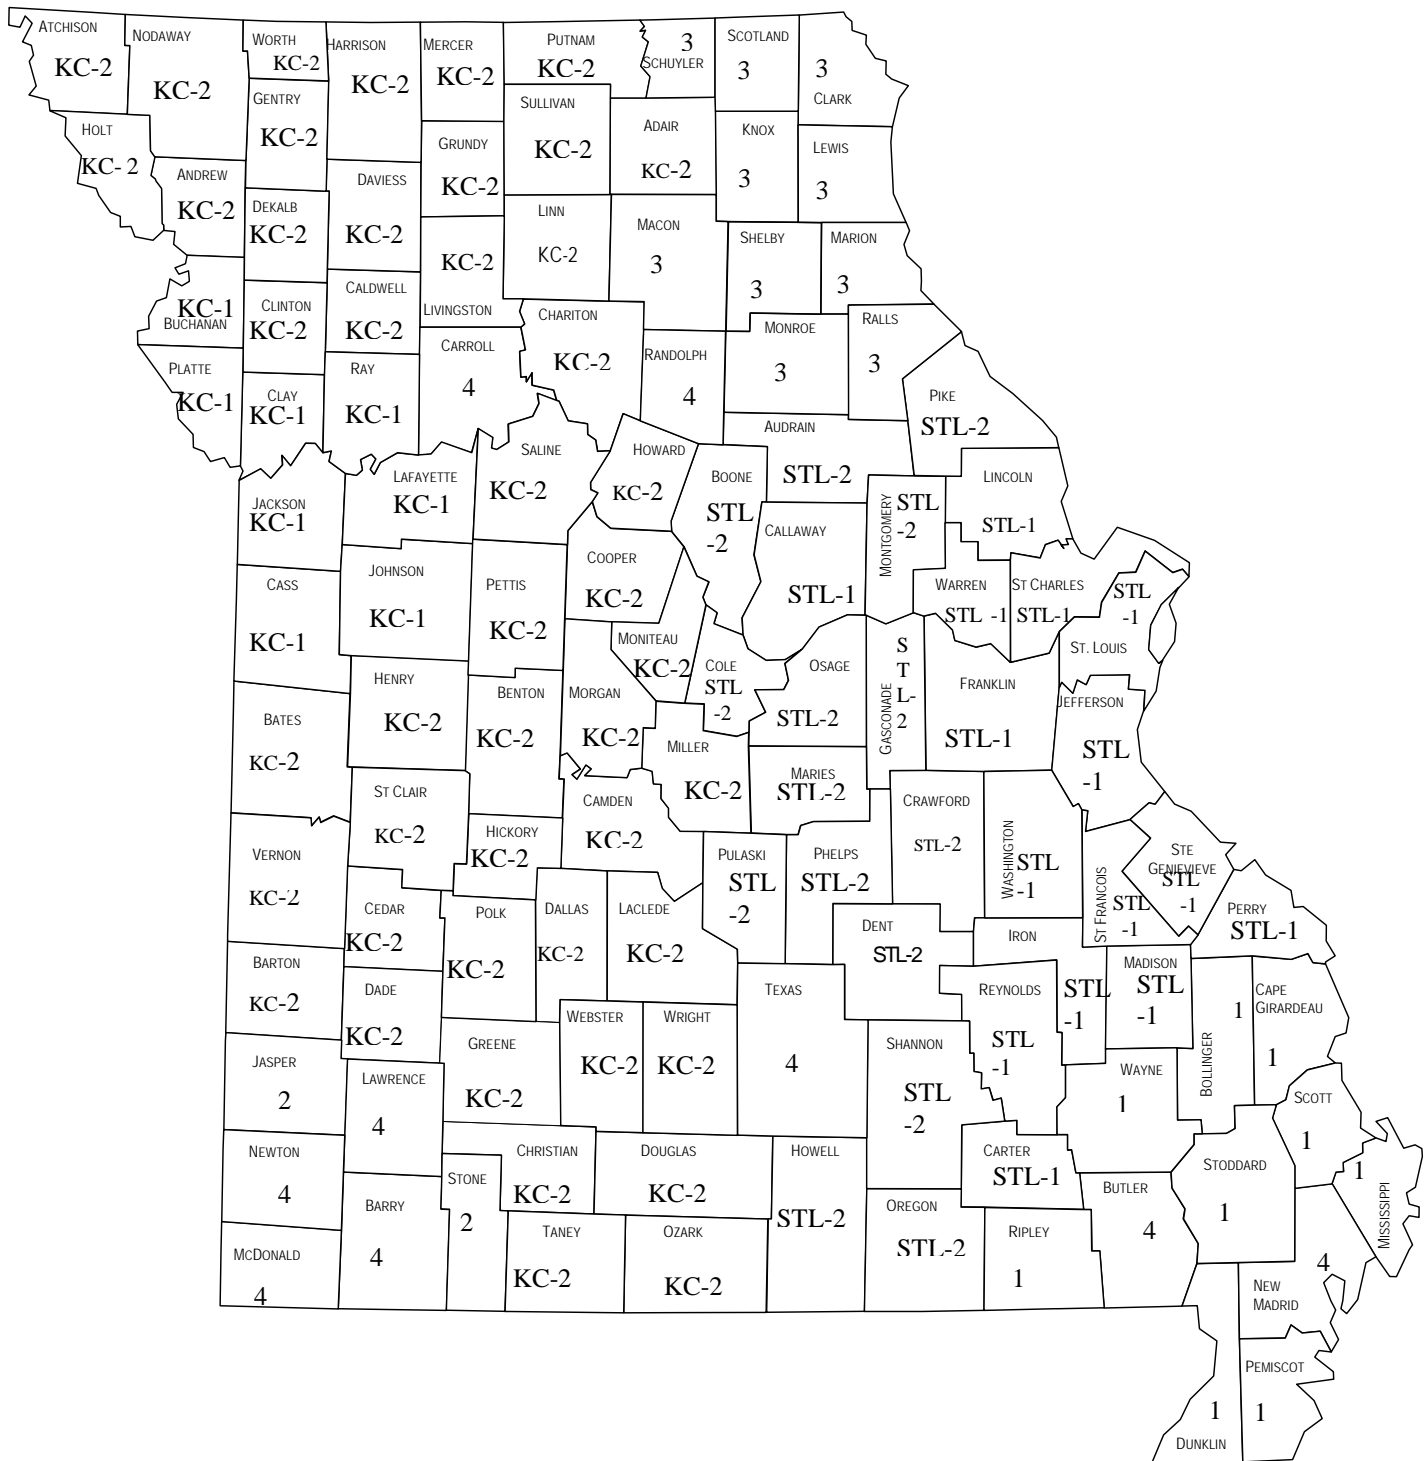 ATCHISON
KC-2
NODAWAY
KC-2
WORTH
KC-2
HARRISON
KC-2
MERCER
KC-2
PUTNAM
KC-2
3
SCHUYLER
SCOTLAND
3
3
CLARK
HOLT
KC-2
ANDREW
KC-2
GENTRY
KC-2
DEKALB
KC-2
DAVIESS
KC-2
GRUNDY
KC-2
SULLIVAN
KC-2
ADAIR
KC-2
KNOX
3
LEWIS
3
LINN
KC-2
MACON
3
SHELBY
3
MARION
3
KC-1
BUCHANAN
CLINTON
KC-2
CALDWELL
KC-2
KC-2
LIVINGSTON
CHARITON
KC-2
RANDOLPH
4
MONROE
3
RALLS
3
PLATTE
KC-1
CLAY
KC-1
RAY
KC-1
CARROLL
4
PIKE
STL-2
AUDRAIN
STL-2
JACKSON
KC-1
LAFAYETTE
KC-1
SALINE
KC-2
HOWARD
KC-2
BOONE
STL
-2
CALLAWAY
STL-1
MONTGOMERY
STL
-2
LINCOLN
STL-1
WARREN
STL -1
ST CHARLES
STL-1
STL
-1
ST. LOUIS
CASS
KC-1
JOHNSON
KC-1
PETTIS
KC-2
COOPER
KC-2
MONITEAU
KC-2
COLE
STL
-2
OSAGE
STL-2
GASCONADE
S
T
L-
2
FRANKLIN
STL-1
JEFFERSON
STL
-1
BATES
KC-2
HENRY
KC-2
BENTON
KC-2
MORGAN
KC-2
MILLER
KC-2
MARIES
STL-2
CRAWFORD
STL-2
WASHINGTON
STL
-1
ST FRANCOIS
STL
-1
STE
GENIEVIEVE
STL
-1
PERRY
STL-1
VERNON
KC-2
ST CLAIR
KC-2
HICKORY
KC-2
CAMDEN
KC-2
PULASKI
STL
-2
PHELPS
STL-2
DENT
STL-2
IRON
STL
-1
MADISON
STL
-1
CEDAR
KC-2
POLK
KC-2
DALLAS
KC-2
LACLEDE
KC-2
BARTON
KC-2
DADE
KC-2
GREENE
KC-2
WEBSTER
KC-2
WRIGHT
KC-2
TEXAS
4
SHANNON
STL
-2
REYNOLDS
STL
-1
WAYNE
1
BOLLINGER
1
CAPE
GIRARDEAU
1
JASPER
2
LAWRENCE
4
SCOTT
1
NEWTON
4
BARRY
4
STONE
2
CHRISTIAN
KC-2
DOUGLAS
KC-2
HOWELL
STL-2
OREGON
STL-2
CARTER
STL-1
RIPLEY
1
BUTLER
4
STODDARD
1
MISSISSIPPI
1
MCDONALD
4
TANEY
KC-2
OZARK
KC-2
4
NEW
MADRID
PEMISCOT
1
1
DUNKLIN